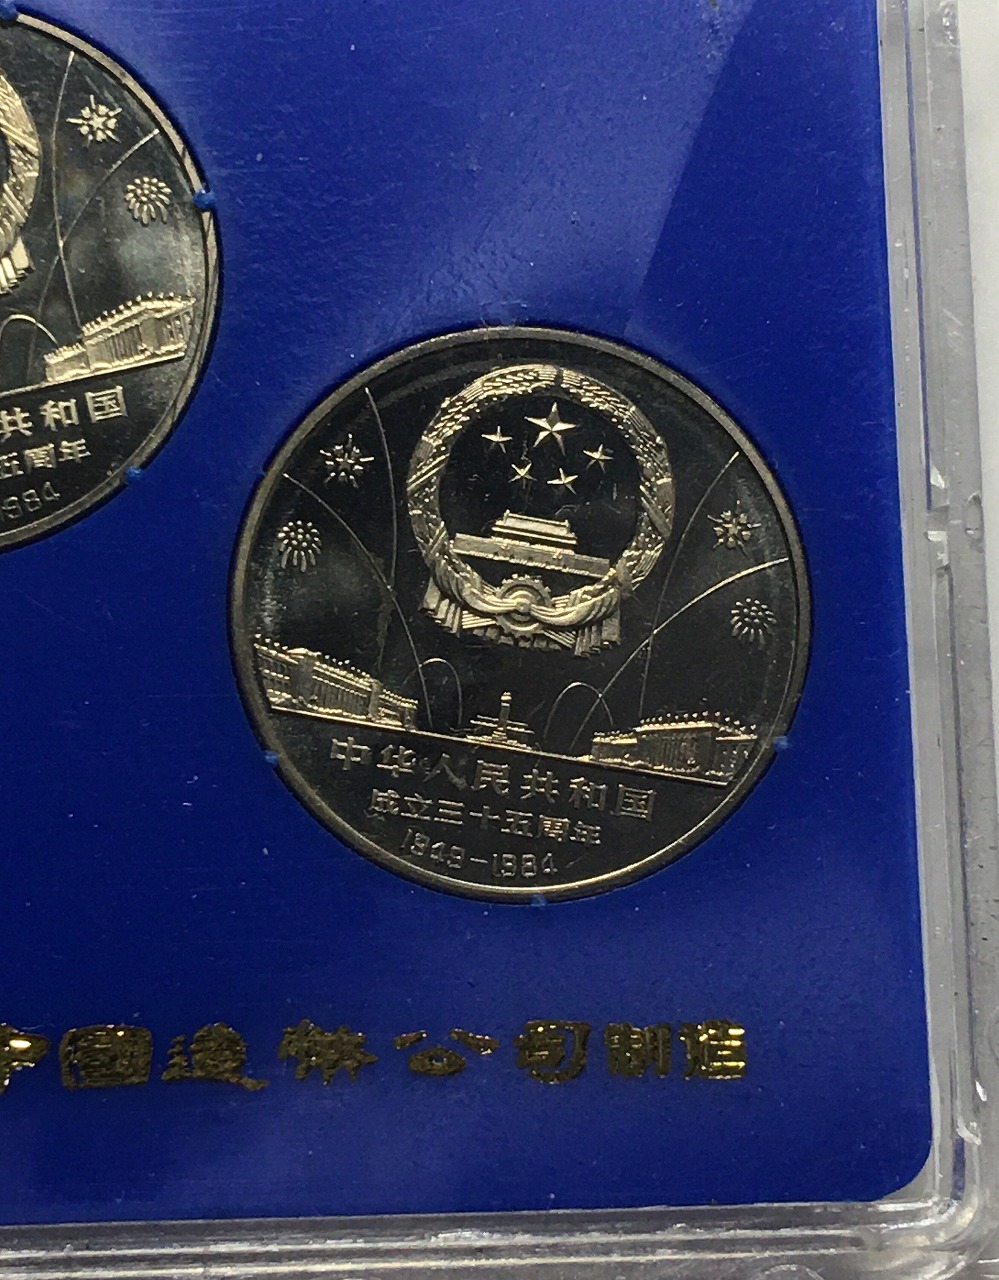 共和国
五周年
1984
中华人民共和国
成立三十五周年
1949-1984
中國造幣公司制造